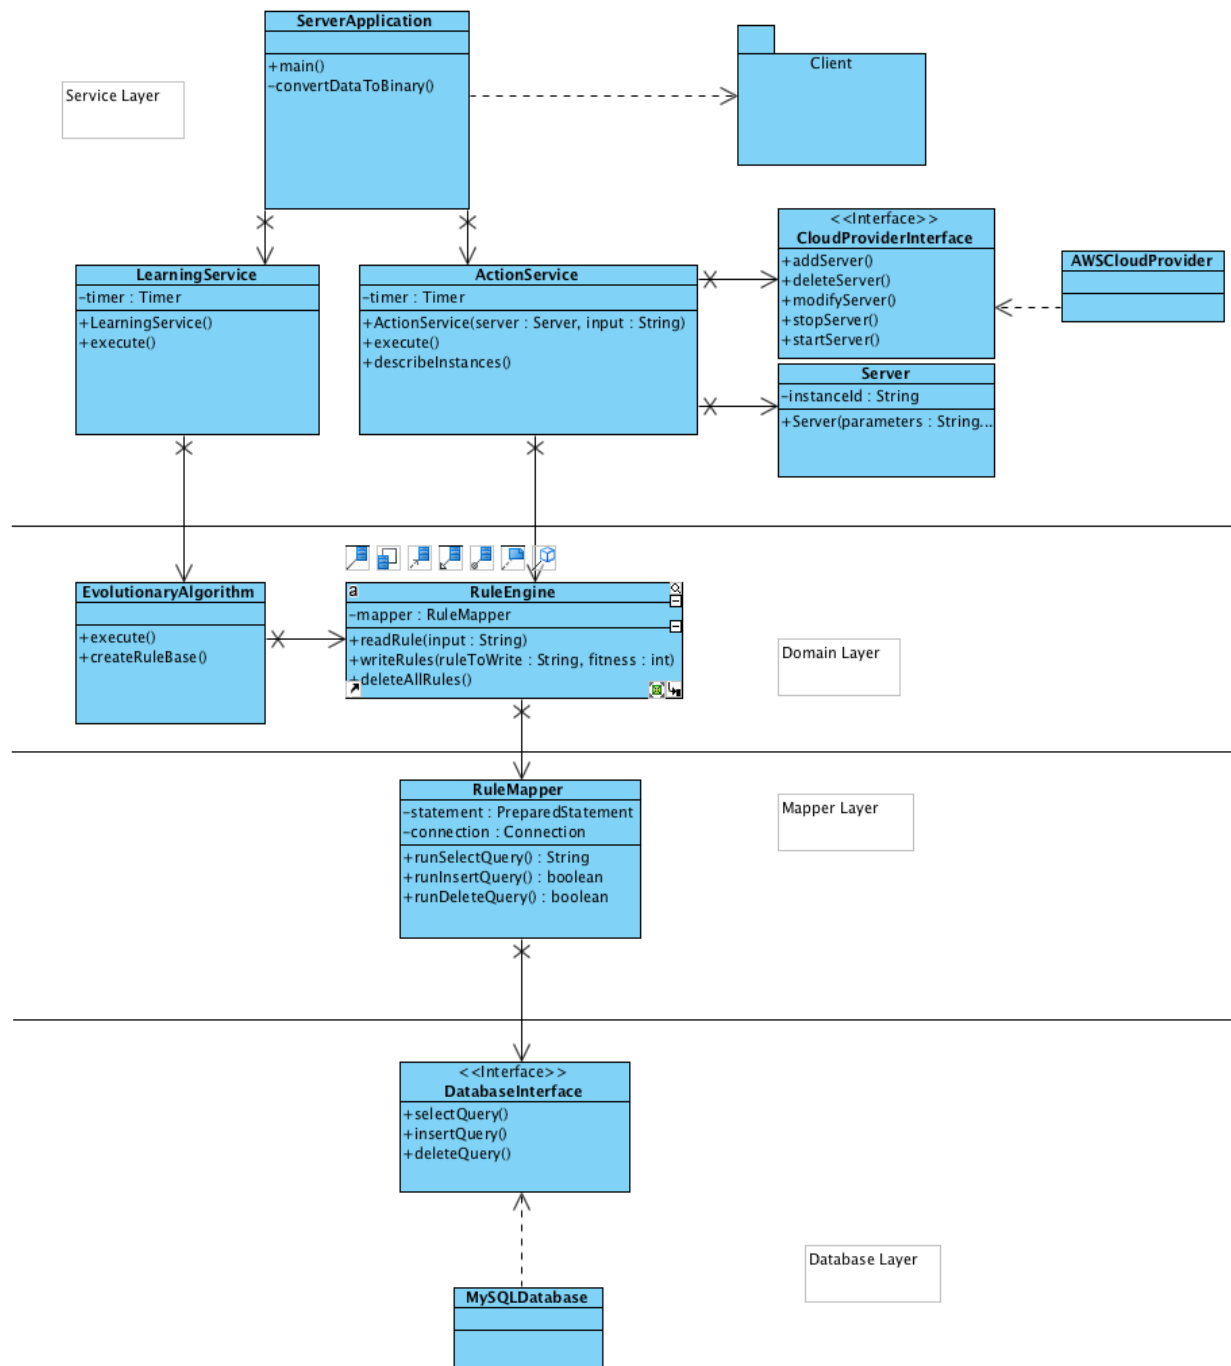 ServerApplication
+main()
-convertDataToBinary()
Client
Service Layer
<<Interface>>
CloudProviderInterface
+addServer()
+deleteServer()
+modifyServer()
+stopServer()
+startServer()
AWSCloudProvider
LearningService
-timer : Timer
+LearningService()
+execute()
ActionService
-timer : Timer
+ActionService(server : Server, input : String)
+execute()
+describeInstances()
Server
-instanceId : String
+Server(parameters : String...
EvolutionaryAlgorithm
+execute()
+createRuleBase()
a
RuleEngine
-mapper : RuleMapper
+readRule(input : String)
+writeRules(ruleToWrite : String, fitness : int)
+deleteAllRules()
Domain Layer
RuleMapper
-statement : PreparedStatement
-connection : Connection
+runSelectQuery() : String
+runInsertQuery() : boolean
+runDeleteQuery() : boolean
Mapper Layer
<<Interface>>
DatabaseInterface
+selectQuery()
+insertQuery()
+deleteQuery()
Database Layer
MySQLDatabase